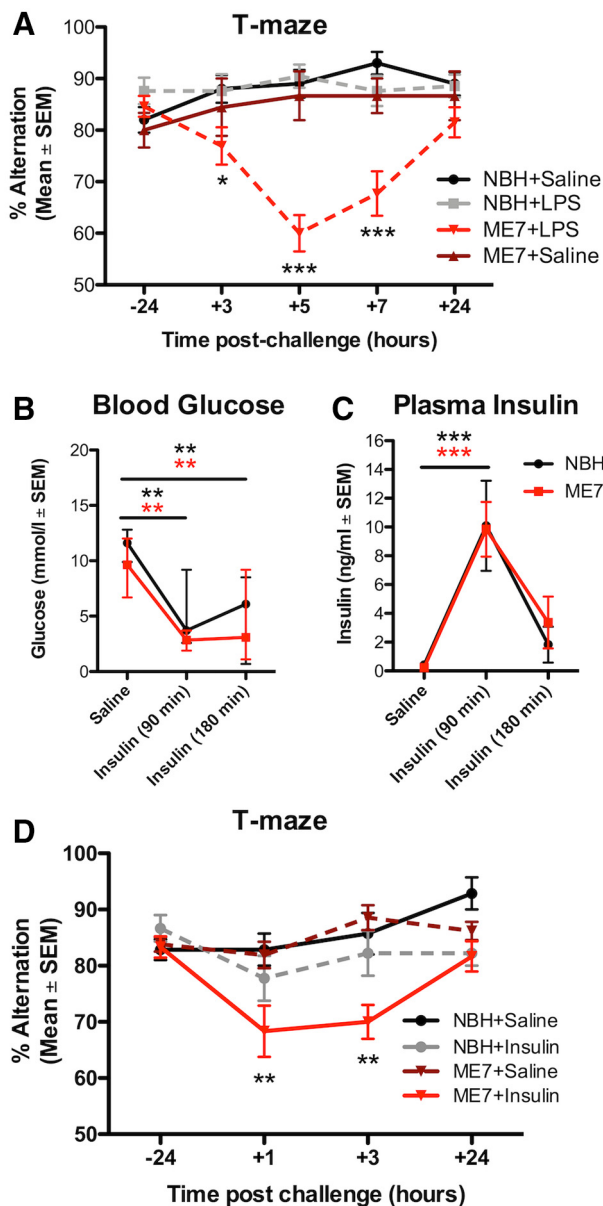 A
T-maze
% Alternation
(Mean ± SEM)
100
90
80
70
60
50
*
***
***
NBH+Saline
NBH+LPS
ME7+LPS
ME7+Saline
-24
+3
+5
+7
+24
Time post-challenge (hours)
B
Blood Glucose
Glucose (mmol/l ± SEM)
20
15
10
5
0
**
**
**
**
Saline
Insulin (90 min)
Insulin (180 min)
C
Plasma Insulin
Insulin (ng/ml ± SEM)
16
14
12
10
8
6
4
2
0
***
***
NBH
ME7
Saline
Insulin (90 min)
Insulin (180 min)
D
T-maze
% Alternation
(Mean ± SEM)
100
90
80
70
60
50
**
**
NBH+Saline
NBH+Insulin
ME7+Saline
ME7+Insulin
-24
+1
+3
+24
Time post challenge (hours)